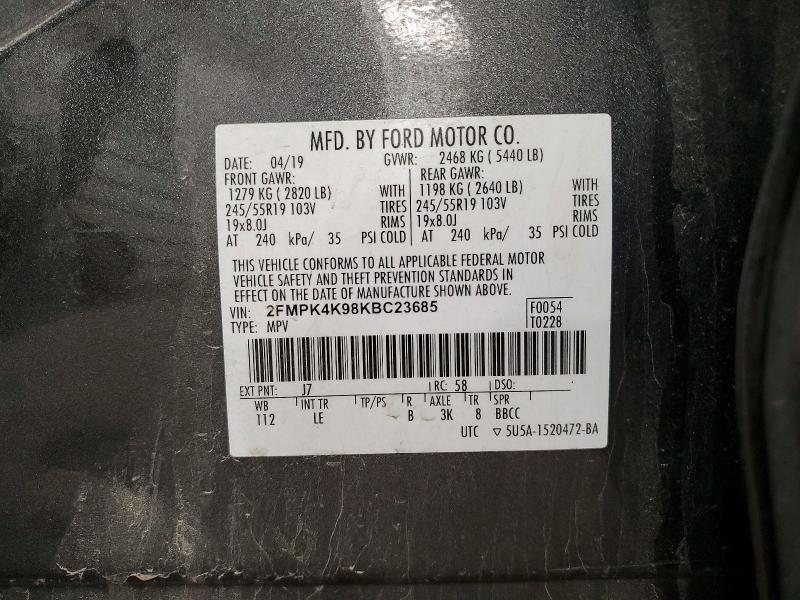 MFD. BY FORD MOTOR CO.
DATE: 04/19 GVWR: 2468 KG ( 5440 LB)
FRONT GAWR: REAR GAWR:
1279 KG ( 2820 LB) WITH 1198 KG ( 2640 LB) WITH
245/55R19 103V TIRES 245/55R19 103V TIRES
19x8.0J RIMS 19x8.0J RIMS
AT 240 kPa/ 35 PSI COLD AT 240 kPa/ 35 PSI COLD
THIS VEHICLE CONFORMS TO ALL APPLICABLE FEDERAL MOTOR
VEHICLE SAFETY AND THEFT PREVENTION STANDARDS IN
EFFECT ON THE DATE OF MANUFACTURE SHOWN ABOVE.
VIN: 2FMPK4K98KBC23685 F0054
TYPE: MPV T0228
EXT PNT: J7 RC: 58 DSO:
WB INT TR TP/PS R AXLE TR SPR
112 LE B 3K 8 BBCC
UTC ▽ 5U5A-1520472-BA